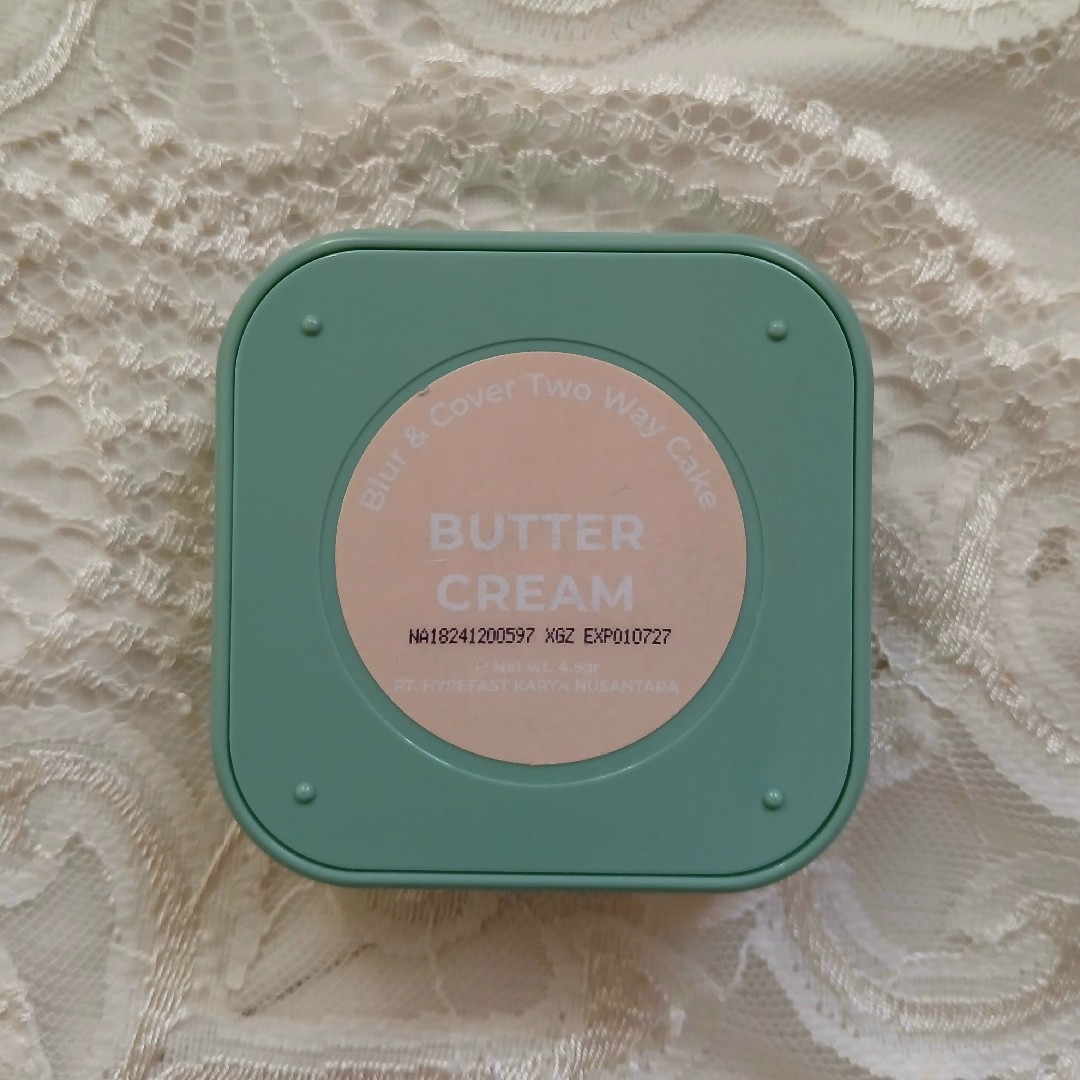 Blur & Cover Two Way Cake
BUTTER
CREAM
NA18241200597 XGZ EXP010727
Net wt. 4.5gr
PT. HYPEFAST KARYA NUSANTARA